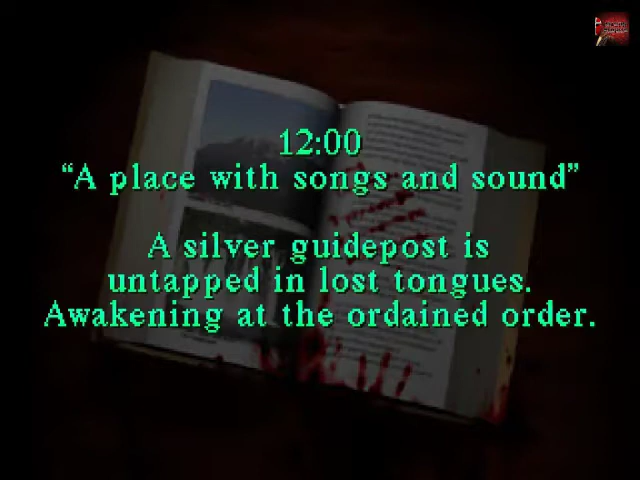 12:00
“A place with songs and sound”
A silver guidepost is
untapped in lost tongues.
Awakening at the ordained order.